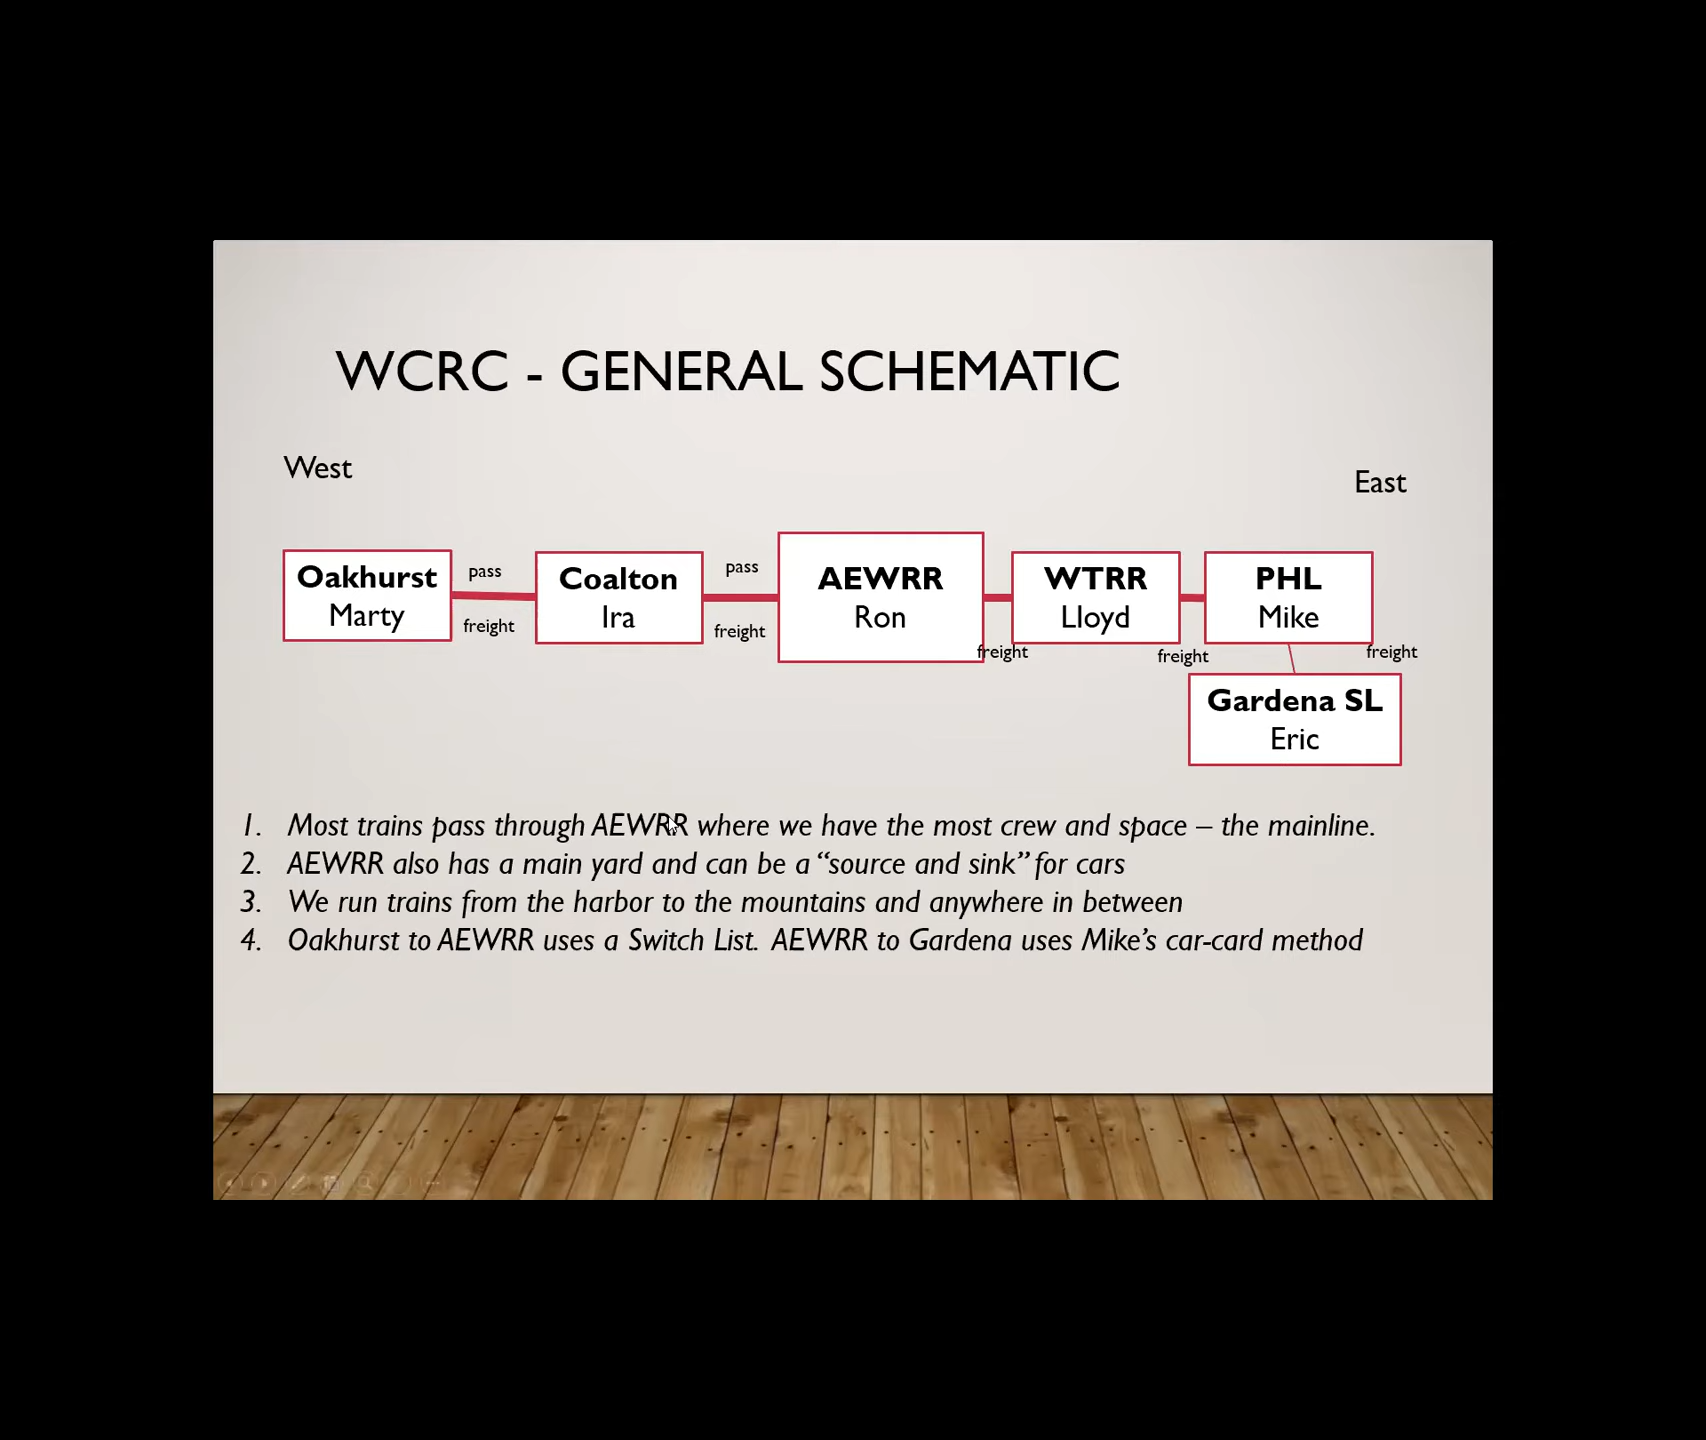 WCRC - GENERAL SCHEMATIC
West
East
Oakhurst
Marty
pass
freight
Coalton
Ira
pass
freight
AEWRR
Ron
freight
WTRR
Lloyd
freight
PHL
Mike
freight
Gardena SL
Eric
1. Most trains pass through AEWRR where we have the most crew and space – the mainline.
2. AEWRR also has a main yard and can be a “source and sink” for cars
3. We run trains from the harbor to the mountains and anywhere in between
4. Oakhurst to AEWRR uses a Switch List. AEWRR to Gardena uses Mike’s car-card method